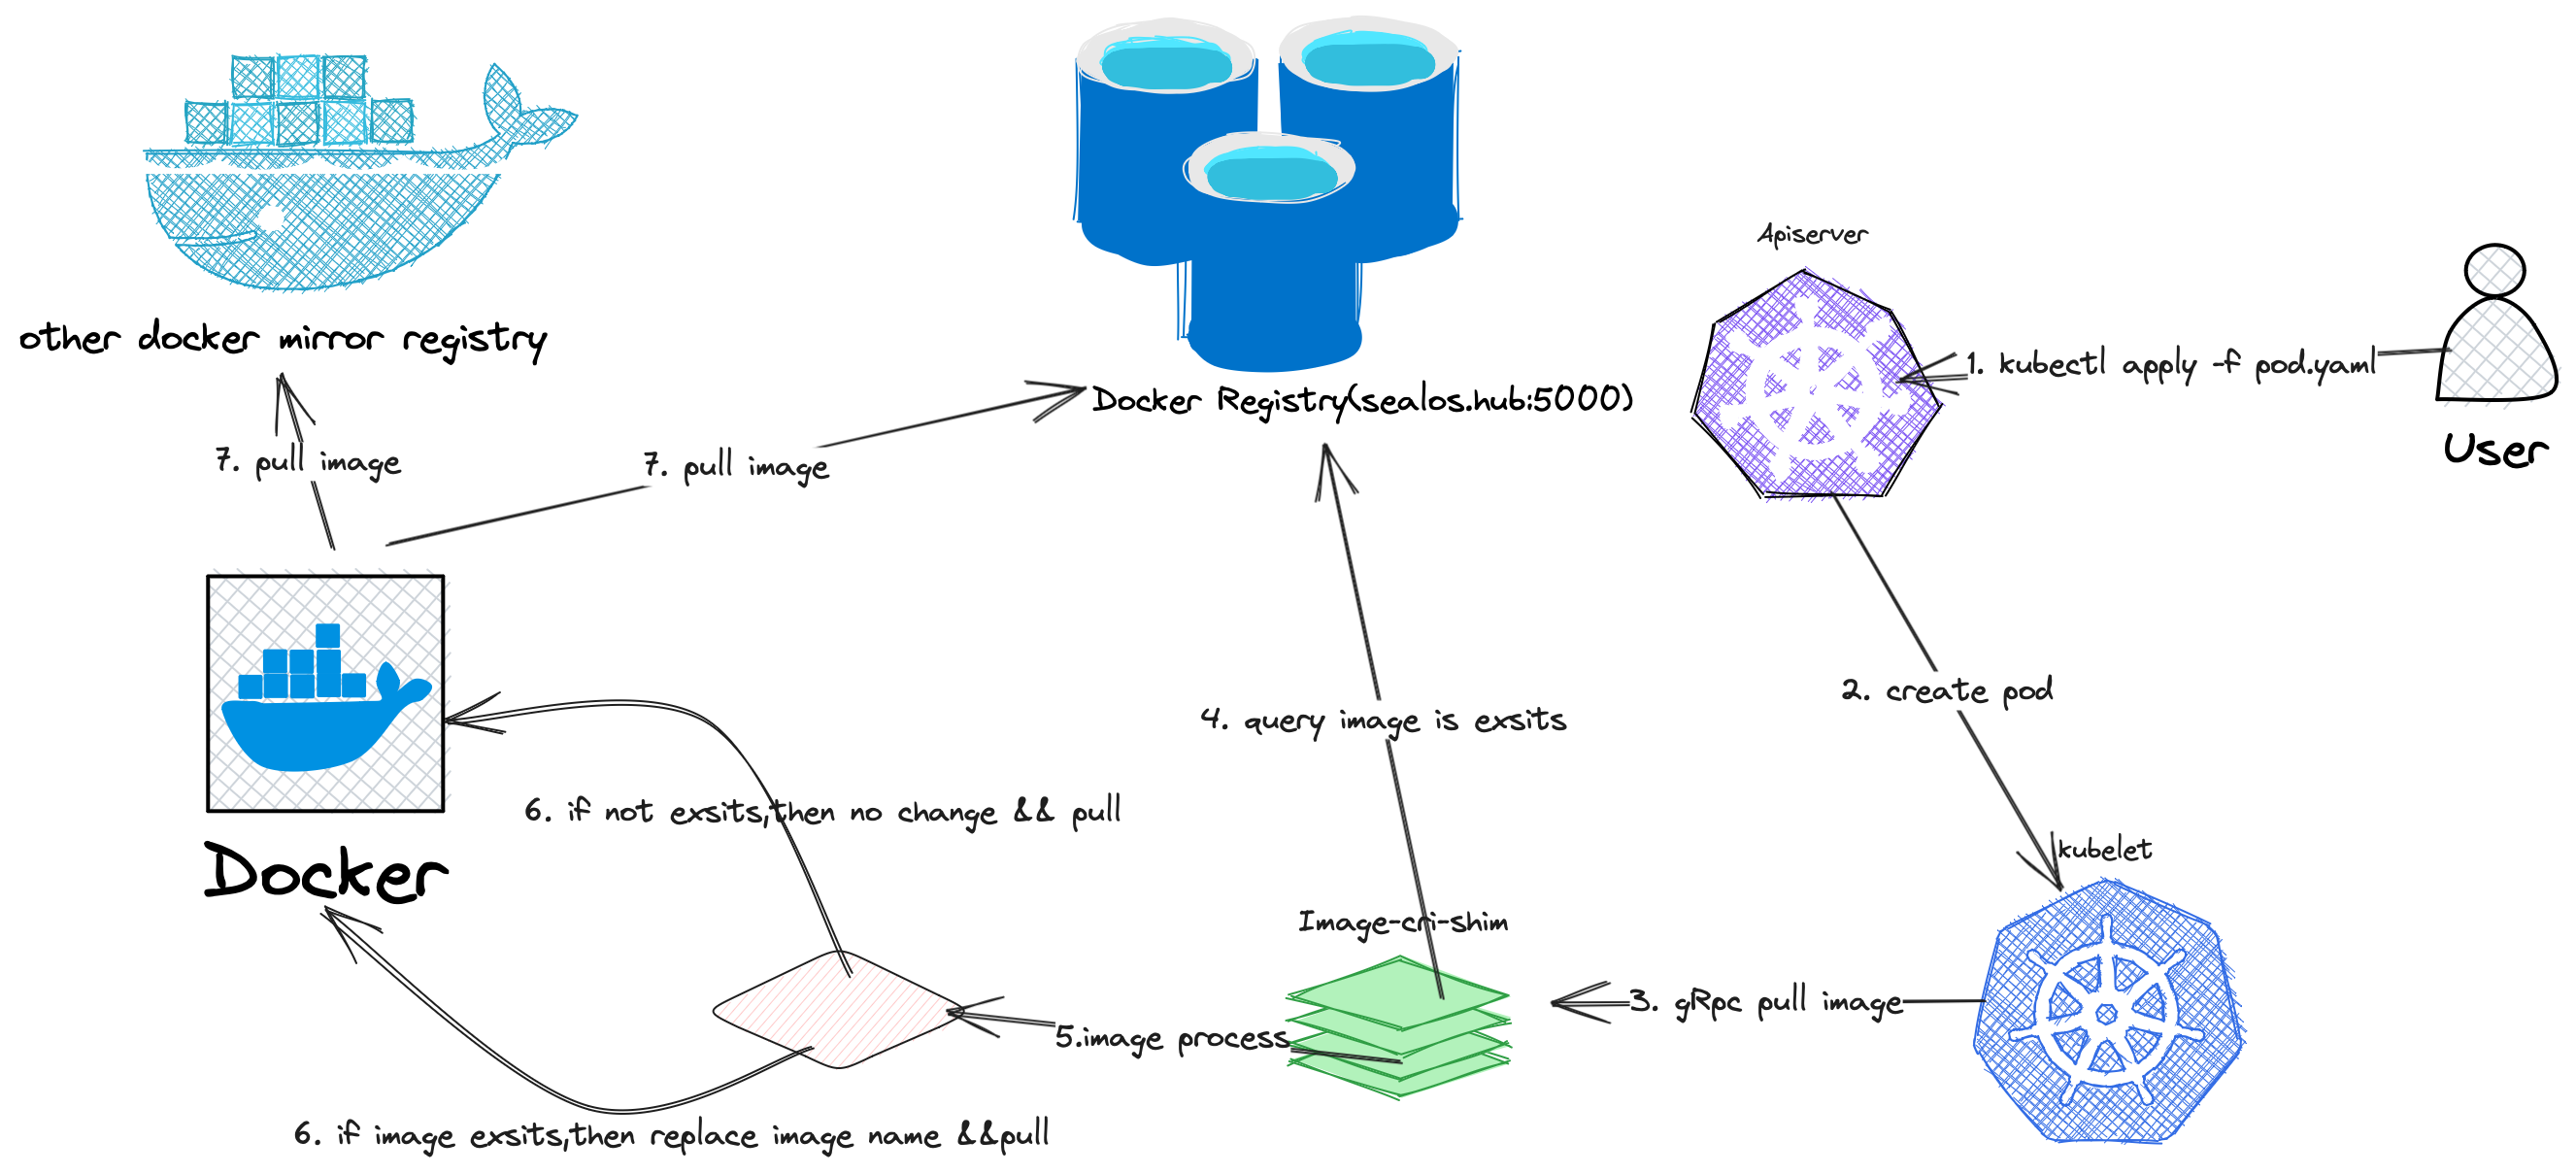 Apiserver
other docker mirror registry
1. kubectl apply -f pod.yaml
Docker Registry(sealos.hub:5000)
User
7. pull image
7. pull image
2. create pod
4. query image is exsits
6. if not exsits,then no change && pull
kubelet
Docker
Image-cri-shim
3. gRpc pull image
5.image process
6. if image exsits,then replace image name &&pull